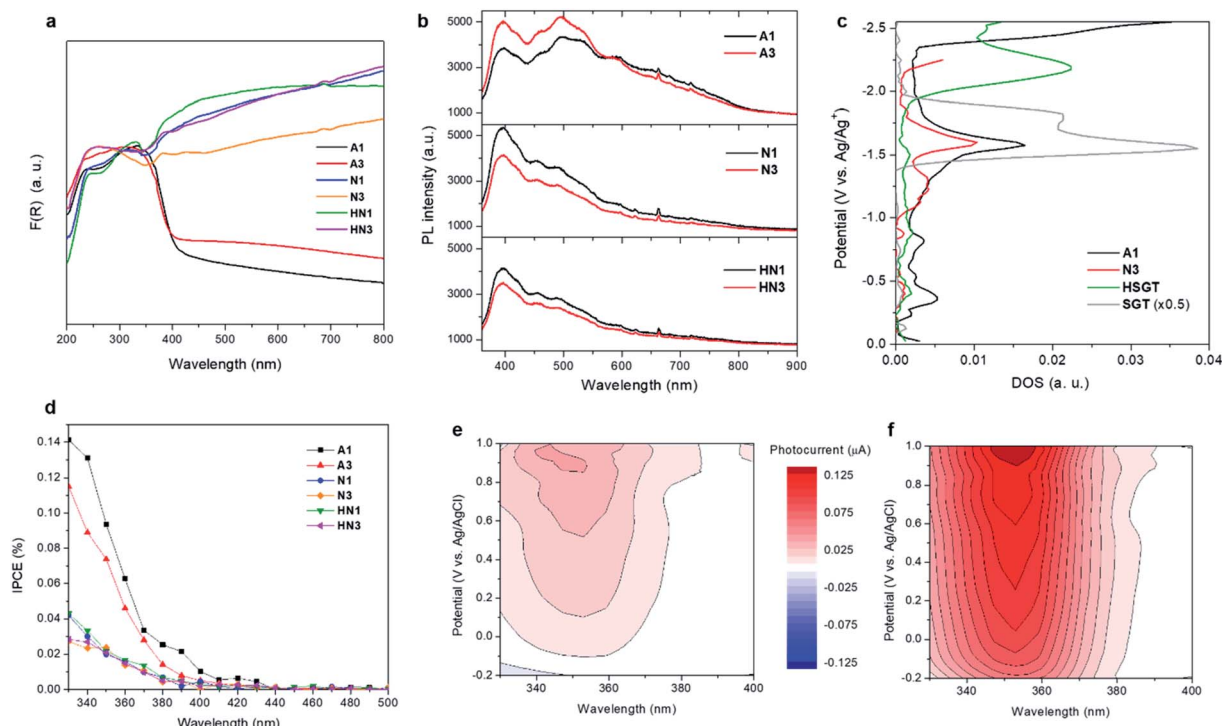 a
F(R) (a. u.)
A1
A3
N1
N3
HN1
HN3
200 300 400 500 600 700 800
Wavelength (nm)
b
PL intensity (a.u.)
5000
3000
1000
A1
A3
5000
3000
1000
N1
N3
5000
3000
1000
HN1
HN3
400 500 600 700 800 900
Wavelength (nm)
c
Potential (V vs. Ag/Ag+)
-2.5
-2.0
-1.5
-1.0
-0.5
-0.0
A1
N3
HSGT
SGT (x0.5)
0.00 0.01 0.02 0.03 0.04
DOS (a. u.)
d
IPCE (%)
0.14
0.12
0.10
0.08
0.06
0.04
0.02
0.00
A1
A3
N1
N3
HN1
HN3
340 360 380 400 420 440 460 480 500
Wavelength (nm)
e
Potential (V vs. Ag/AgCl)
1.0
0.8
0.6
0.4
0.2
0.0
-0.2
340 360 380 400
Wavelength (nm)
Photocurrent (μA)
0.125
0.075
0.025
-0.025
-0.075
-0.125
f
Potential (V vs. Ag/AgCl)
1.0
0.8
0.6
0.4
0.2
0.0
-0.2
340 360 380 400
Wavelength (nm)